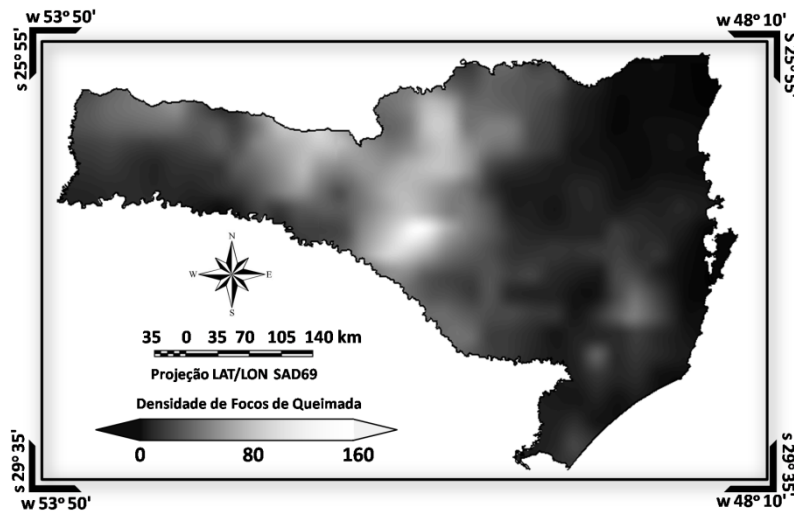 w 53º 50'
w 48º 10'
s 25º 55'
s 25º 55'
N
W
E
S
35 0 35 70 105 140 km
Projeção LAT/LON SAD69
Densidade de Focos de Queimada
0 80 160
s 29º 35'
s 29º 35'
w 53º 50'
w 48º 10'